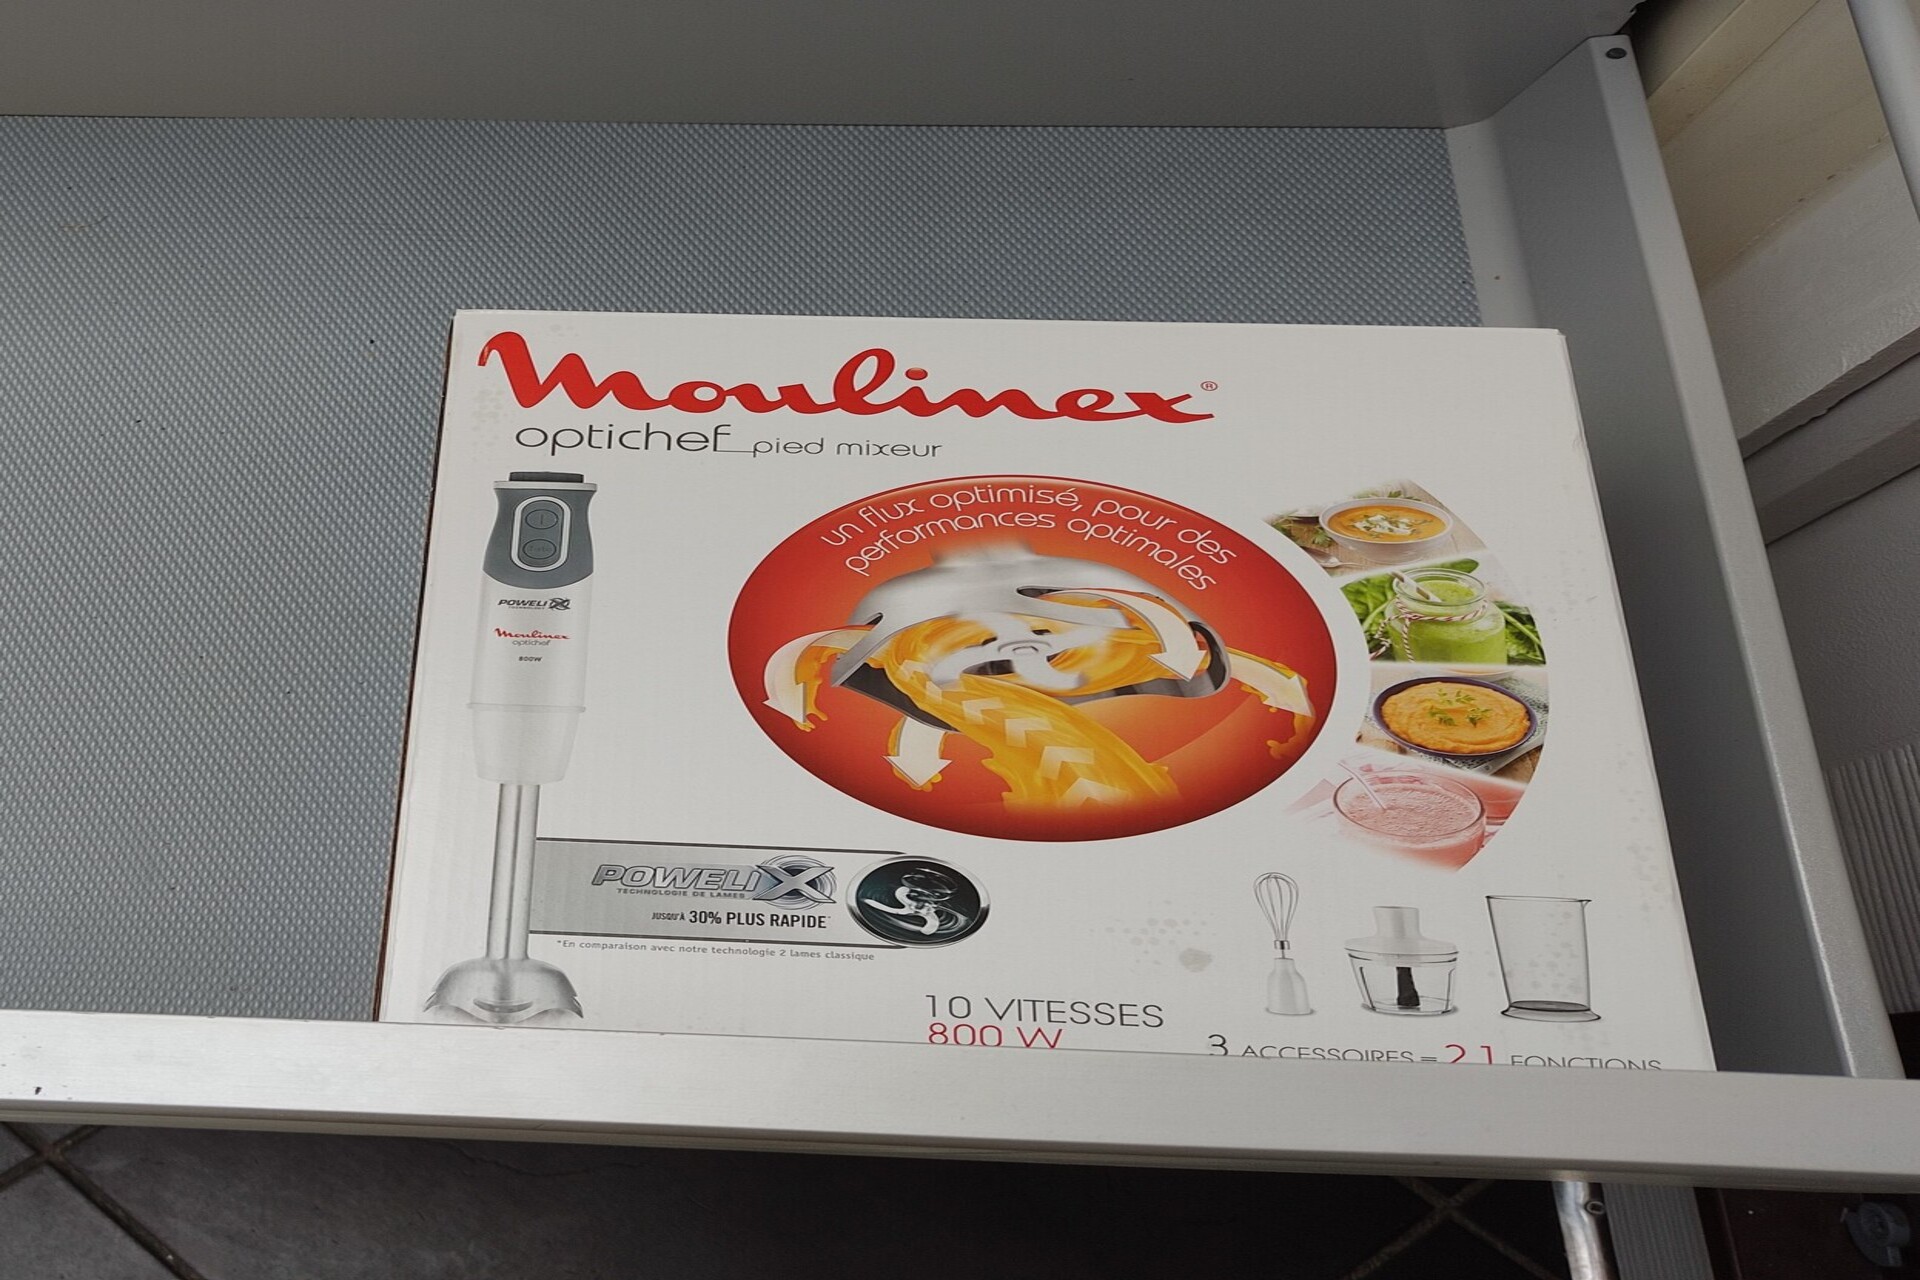 Moulinex®
optichef pied mixeur
un flux optimisé, pour des
performances optimales
POWELIX
TECHNOLOGY
Moulinex
optichef
800W
POWELIX
TECHNOLOGIE DE LAMES
JUSQU'À 30% PLUS RAPIDE*
*En comparaison avec notre technologie 2 lames classique
10 VITESSES
800 W
3 ACCESSOIRES = 21 FONCTIONS